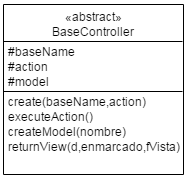 «abstract»
BaseController
#baseName
#action
#model
create(baseName,action)
executeAction()
createModel(nombre)
returnView(d,enmarcado,fVista)